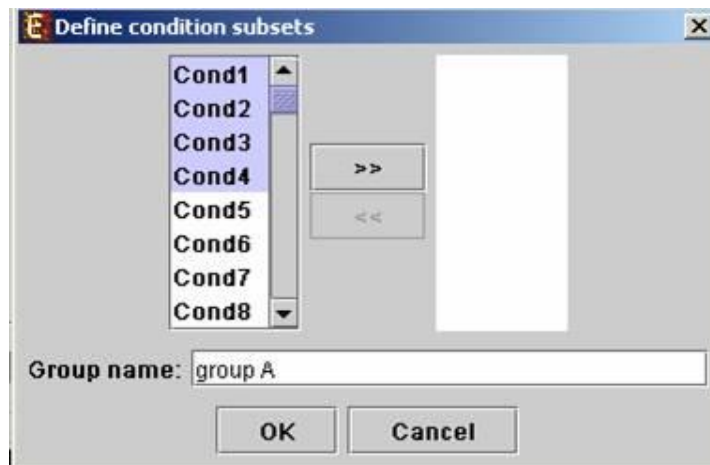 Define condition subsets
Cond1
Cond2
Cond3
Cond4
Cond5
Cond6
Cond7
Cond8
>>
<<
Group name: group A
OK
Cancel